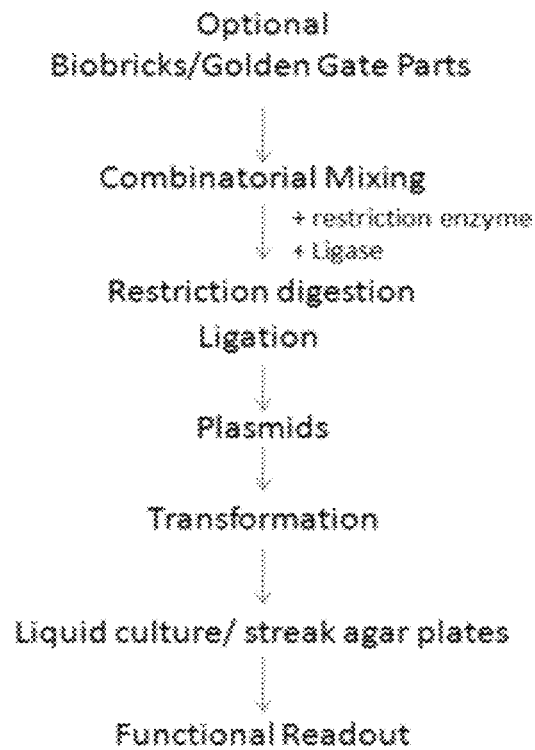 Optional
Biobricks/Golden Gate Parts
Combinatorial Mixing
+ restriction enzyme
+ Ligase
Restriction digestion
Ligation
Plasmids
Transformation
Liquid culture/ streak agar plates
Functional Readout